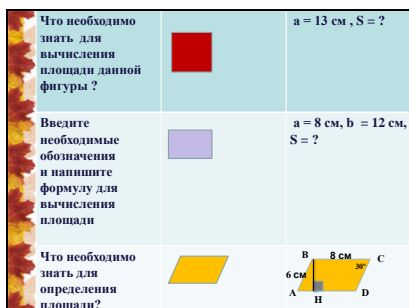 Что необходимо
знать для
вычисления
площади данной
фигуры ?
a = 13 см , S = ?
Введите
необходимые
обозначения
и напишите
формулу для
вычисления
площади
a = 8 см, b = 12 см,
S = ?
Что необходимо
знать для
определения
площади?
B 8 см C
30°
6 см
A H D